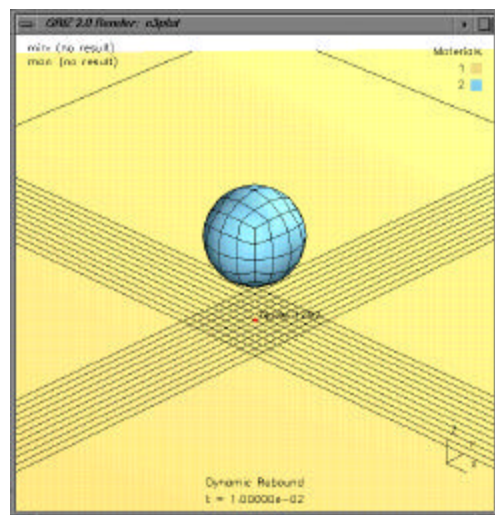 GRIZ 2.0 Render: n3plot
min: (no result)
max: (no result)
Materials
1
2
Dynamic Rebound
t = 1.00000e-02